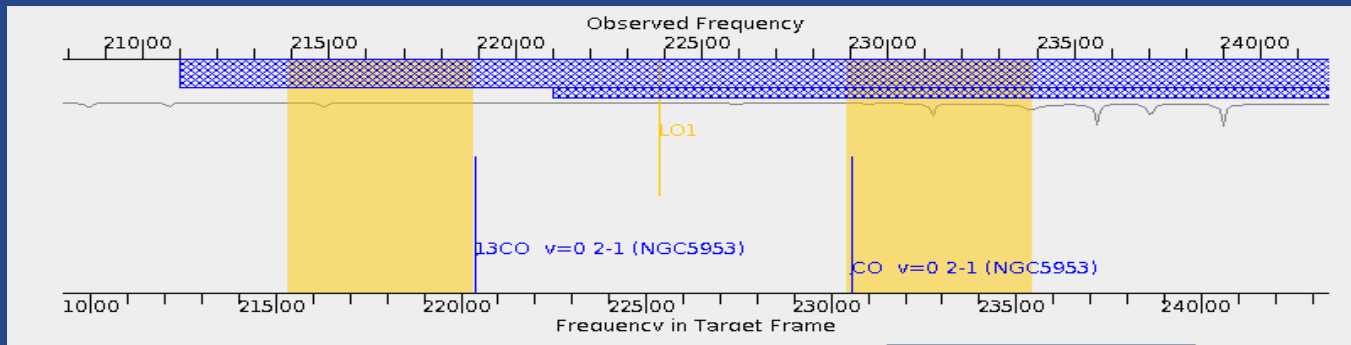 Observed Frequency
210|00 215|00 220|00 225|00 230|00 235|00 240|00
LO1
13CO v=0 2-1 (NGC5953)
CO v=0 2-1 (NGC5953)
10|00 215|00 220|00 225|00 230|00 235|00 240|00
Frequency in Target Frame